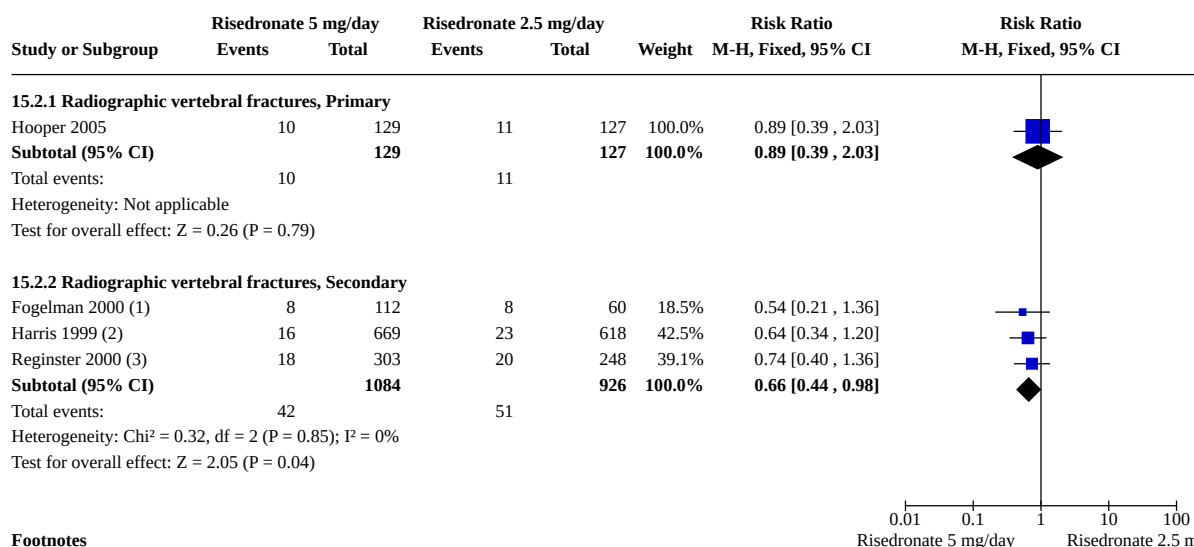 Risedronate 5 mg/day Risedronate 2.5 mg/day Risk Ratio Risk Ratio
Study or Subgroup Events Total Events Total Weight M-H, Fixed, 95% CI M-H, Fixed, 95% CI
15.2.1 Radiographic vertebral fractures, Primary
Hooper 2005 10 129 11 127 100.0% 0.89 [0.39 , 2.03]
Subtotal (95% CI) 129 127 100.0% 0.89 [0.39 , 2.03]
Total events: 10 11
Heterogeneity: Not applicable
Test for overall effect: Z = 0.26 (P = 0.79)
15.2.2 Radiographic vertebral fractures, Secondary
Fogelman 2000 (1) 8 112 8 60 18.5% 0.54 [0.21 , 1.36]
Harris 1999 (2) 16 669 23 618 42.5% 0.64 [0.34 , 1.20]
Reginster 2000 (3) 18 303 20 248 39.1% 0.74 [0.40 , 1.36]
Subtotal (95% CI) 1084 926 100.0% 0.66 [0.44 , 0.98]
Total events: 42 51
Heterogeneity: Chi² = 0.32, df = 2 (P = 0.85); I² = 0%
Test for overall effect: Z = 2.05 (P = 0.04)
0.01 0.1 1 10 100
Footnotes Risedronate 5 mg/day Risedronate 2.5 m